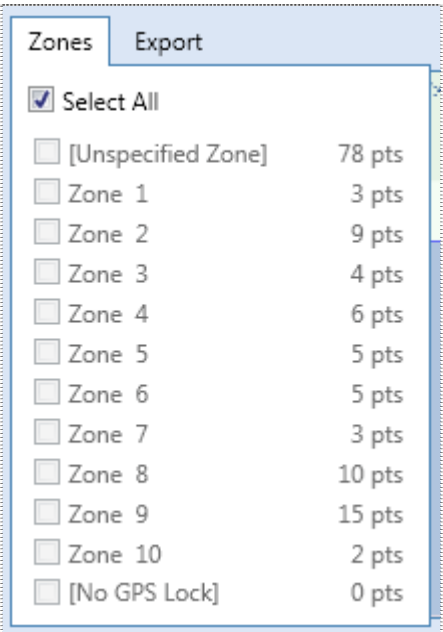 Zones Export
Select All
[Unspecified Zone] 78 pts
Zone 1 3 pts
Zone 2 9 pts
Zone 3 4 pts
Zone 4 6 pts
Zone 5 5 pts
Zone 6 5 pts
Zone 7 3 pts
Zone 8 10 pts
Zone 9 15 pts
Zone 10 2 pts
[No GPS Lock] 0 pts